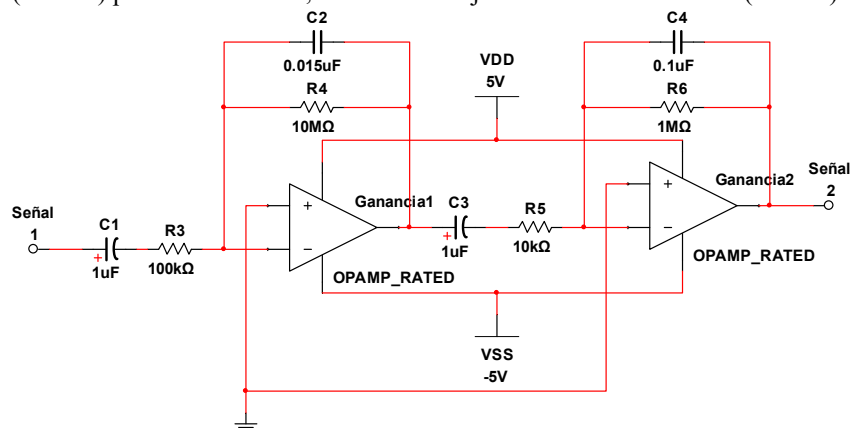 C2
0.015uF
R4
10MΩ
VDD
5V
C4
0.1uF
R6
1MΩ
Señal
1
C1
+
1uF
R3
100kΩ
+
−
Ganancia1
OPAMP_RATED
C3
+
1uF
R5
10kΩ
+
−
Ganancia2
OPAMP_RATED
Señal
2
VSS
-5V